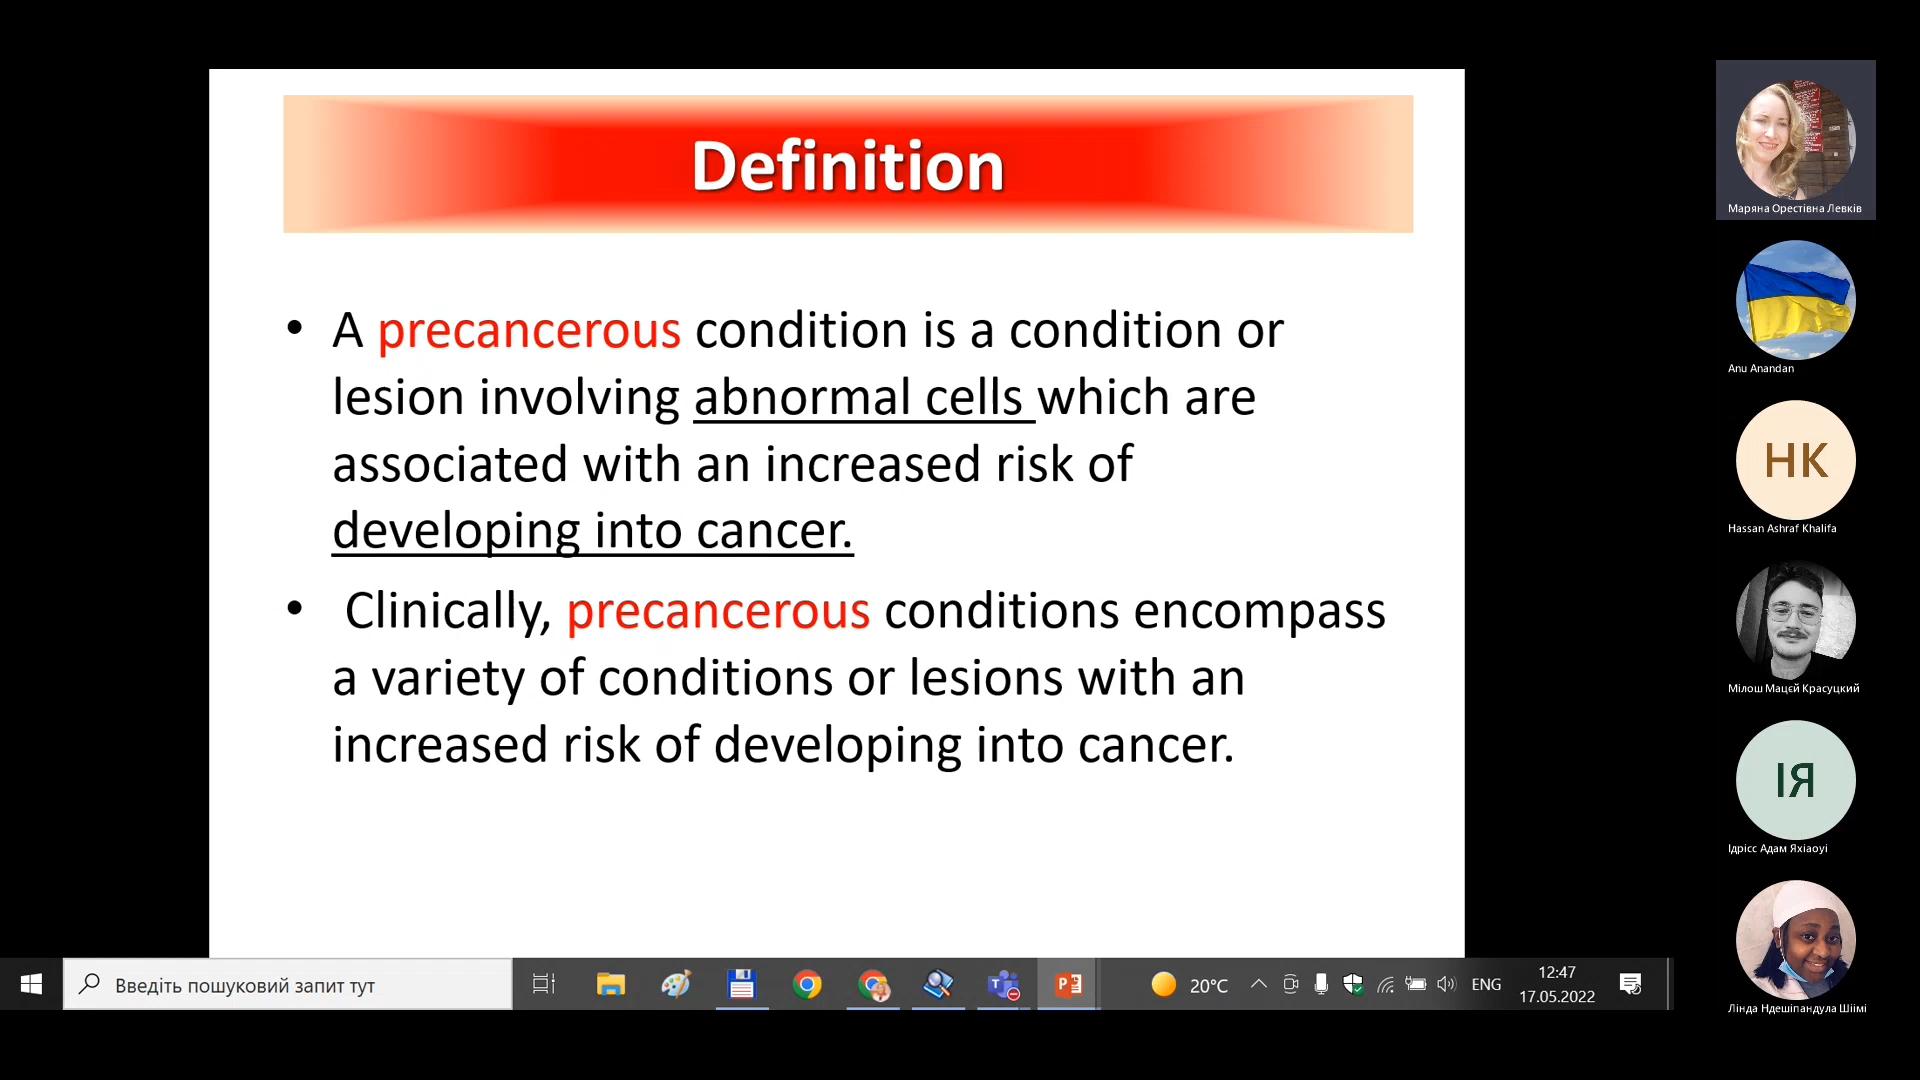 Definition
• A precancerous condition is a condition or
lesion involving abnormal cells which are
associated with an increased risk of
developing into cancer.
• Clinically, precancerous conditions encompass
a variety of conditions or lesions with an
increased risk of developing into cancer.
Маряна Орестівна Левків
Anu Anandan
HK
Hassan Ashraf Khalifa
Мілош Мацєй Красуцкий
ІЯ
Ідрісс Адам Яхіаоуі
Лінда Ндешіпандула Шіімі
Введіть пошуковий запит тут
20°C
ENG
12:47
17.05.2022